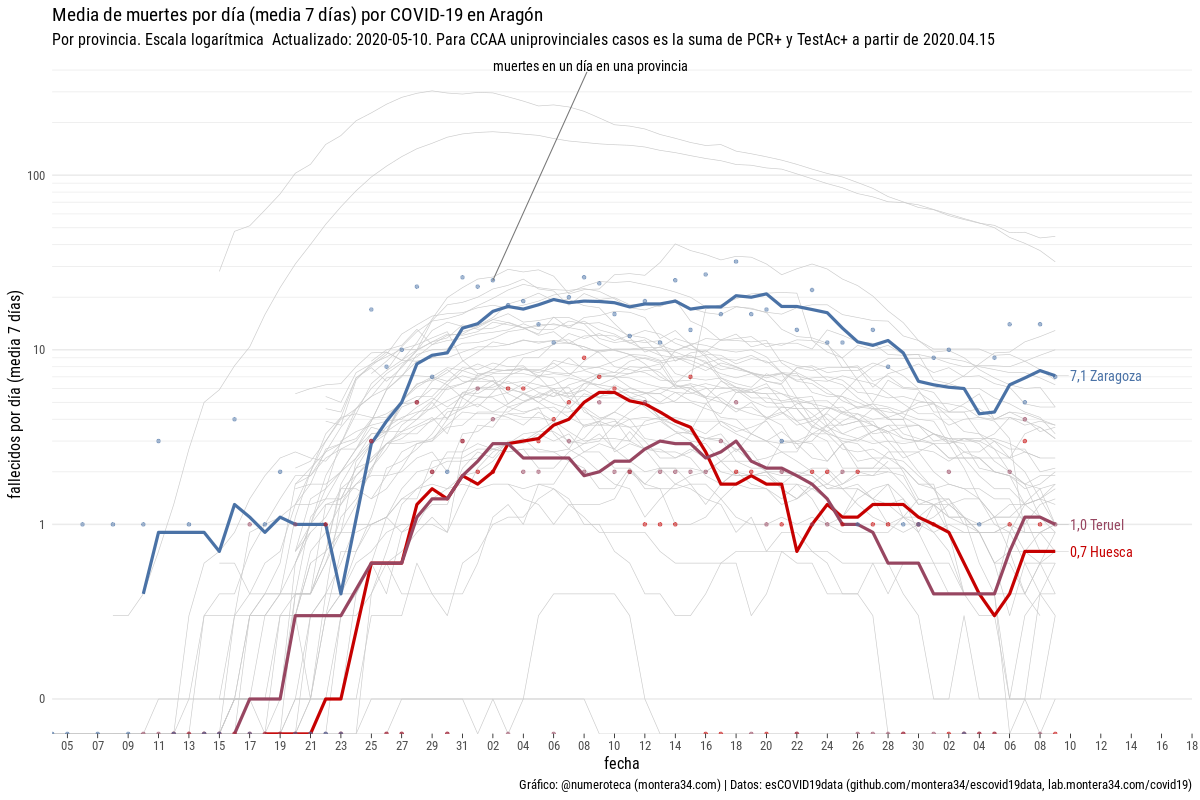 Media de muertes por día (media 7 días) por COVID-19 en Aragón
Por provincia. Escala logarítmica  Actualizado: 2020-05-10. Para CCAA uniprovinciales casos es la suma de PCR+ y TestAc+ a partir de 2020.04.15
muertes en un día en una provincia
fallecidos por día (media  7 días)
100
10
1
0
7,1 Zaragoza
1,0 Teruel
0,7 Huesca
05 07 09 11 13 15 17 19 21 23 25 27 29 31 02 04 06 08 10 12 14 16 18 20 22 24 26 28 30 02 04 06 08 10 12 14 16 18
fecha
Gráfico: @numeroteca (montera34.com) | Datos: esCOVID19data (github.com/montera34/escovid19data, lab.montera34.com/covid19)